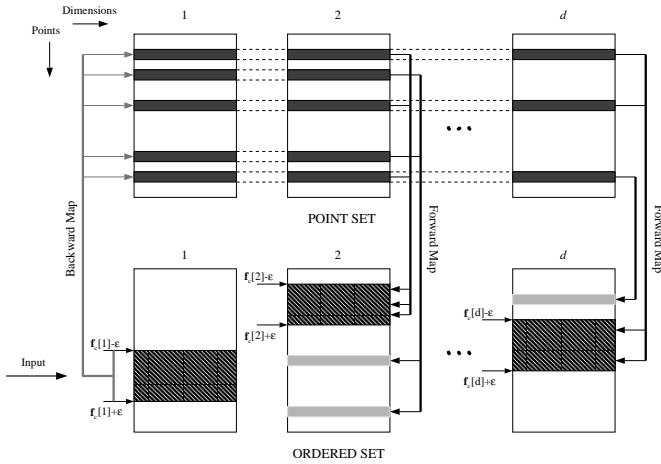 Dimensions
1
2
d
Points
Backward Map
POINT SET
Forward Map
Forward Map
1
2
f_c[2]-ε
f_c[d]-ε
f_c[2]+ε
f_c[1]-ε
Input
f_c[d]+ε
f_c[1]+ε
ORDERED SET